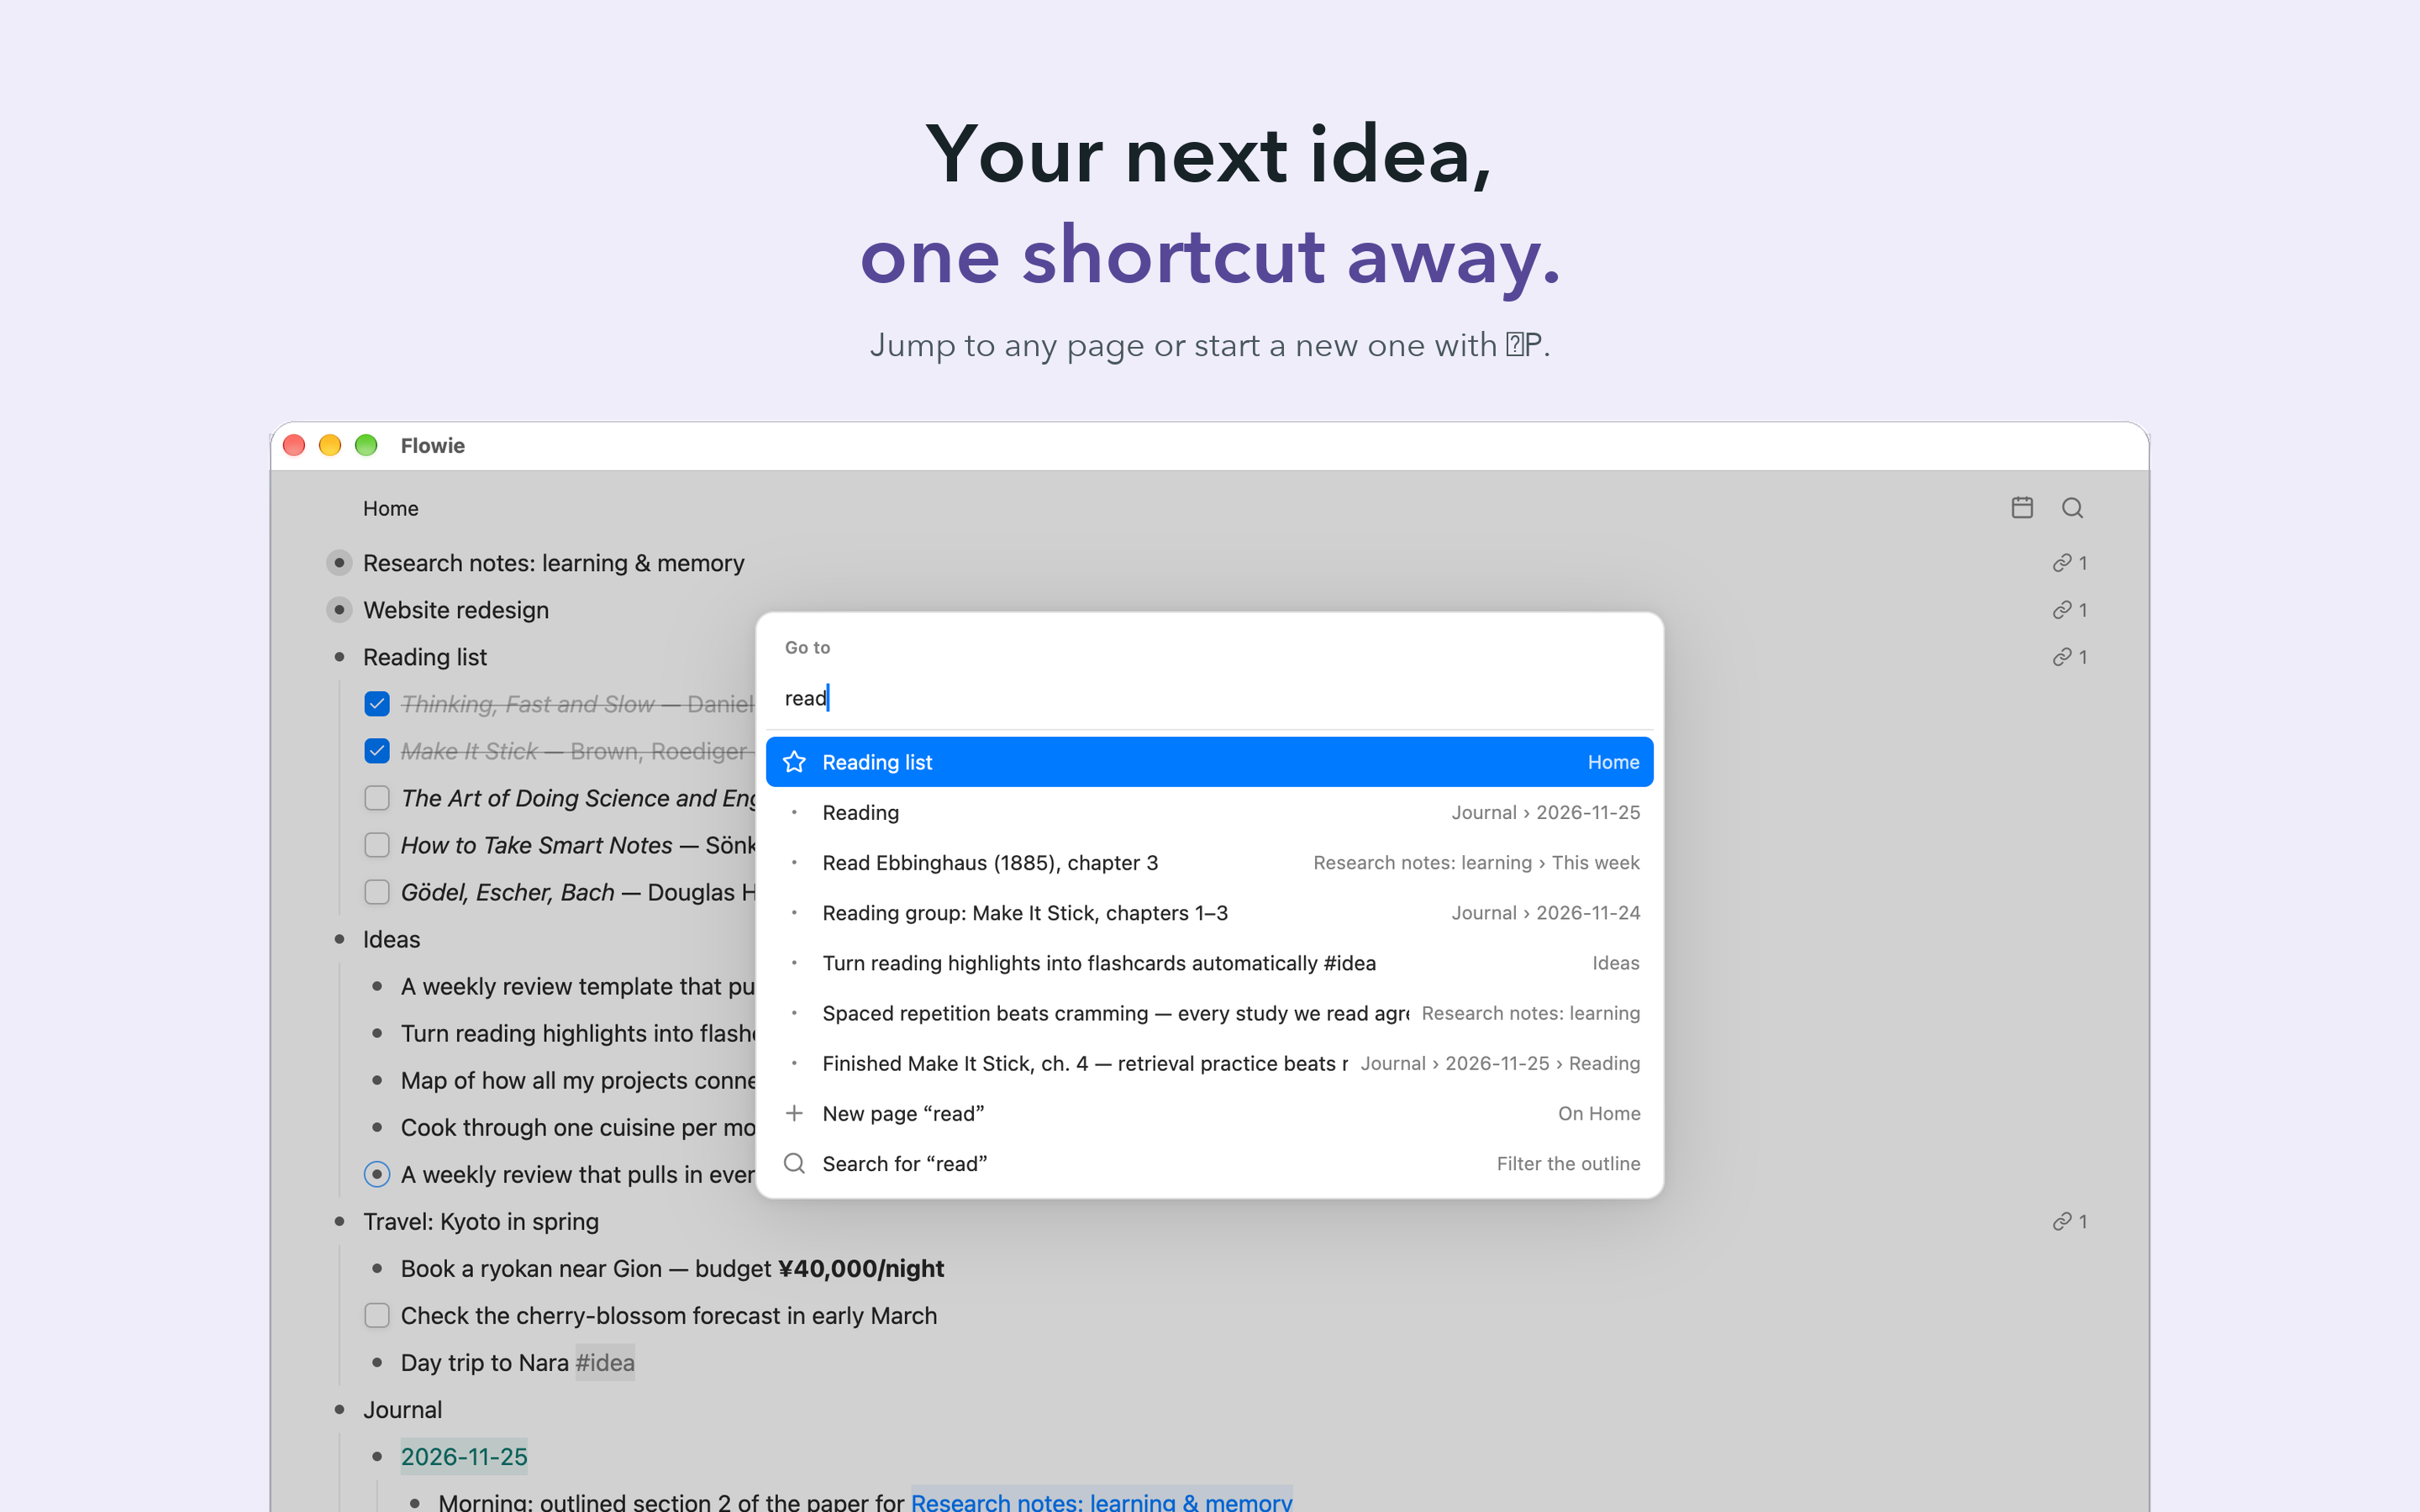 Your next idea,
one shortcut away.
Jump to any page or start a new one with P.
Flowie
Home
Research notes: learning & memory
1
Website redesign
1
Reading list
1
Thinking, Fast and Slow — Daniel
Make It Stick — Brown, Roediger
The Art of Doing Science and Eng
How to Take Smart Notes — Sönk
Gödel, Escher, Bach — Douglas H
Ideas
A weekly review template that pu
Turn reading highlights into flash
Map of how all my projects conne
Cook through one cuisine per mo
A weekly review that pulls in ever
Travel: Kyoto in spring
1
Book a ryokan near Gion — budget ¥40,000/night
Check the cherry-blossom forecast in early March
Day trip to Nara #idea
Journal
2026-11-25
Morning: outlined section 2 of the paper for Research notes: learning & memory
Go to
read
Reading list Home
Reading Journal › 2026-11-25
Read Ebbinghaus (1885), chapter 3 Research notes: learning › This week
Reading group: Make It Stick, chapters 1–3 Journal › 2026-11-24
Turn reading highlights into flashcards automatically #idea Ideas
Spaced repetition beats cramming — every study we read agre Research notes: learning
Finished Make It Stick, ch. 4 — retrieval practice beats r Journal › 2026-11-25 › Reading
New page “read” On Home
Search for “read” Filter the outline